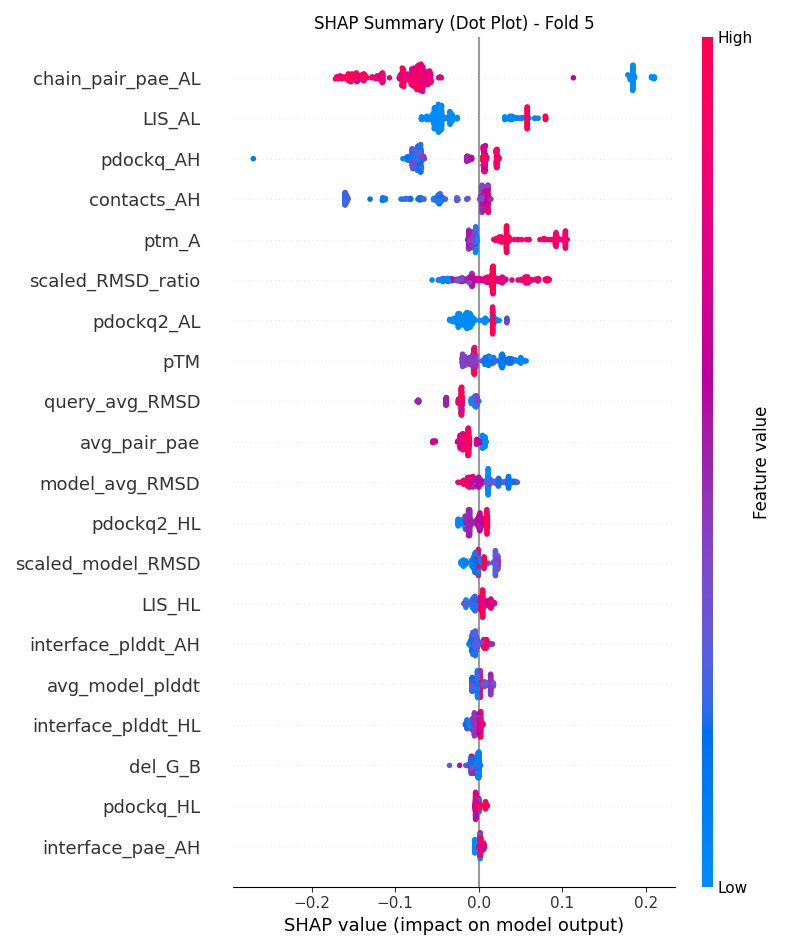 SHAP Summary (Dot Plot) - Fold 5
High
chain_pair_pae_AL
LIS_AL
pdockq_AH
contacts_AH
ptm_A
scaled_RMSD_ratio
pdockq2_AL
pTM
query_avg_RMSD
avg_pair_pae
model_avg_RMSD
pdockq2_HL
scaled_model_RMSD
LIS_HL
interface_plddt_AH
avg_model_plddt
interface_plddt_HL
del_G_B
pdockq_HL
interface_pae_AH
Feature value
Low
−0.2 −0.1 0.0 0.1 0.2
SHAP value (impact on model output)